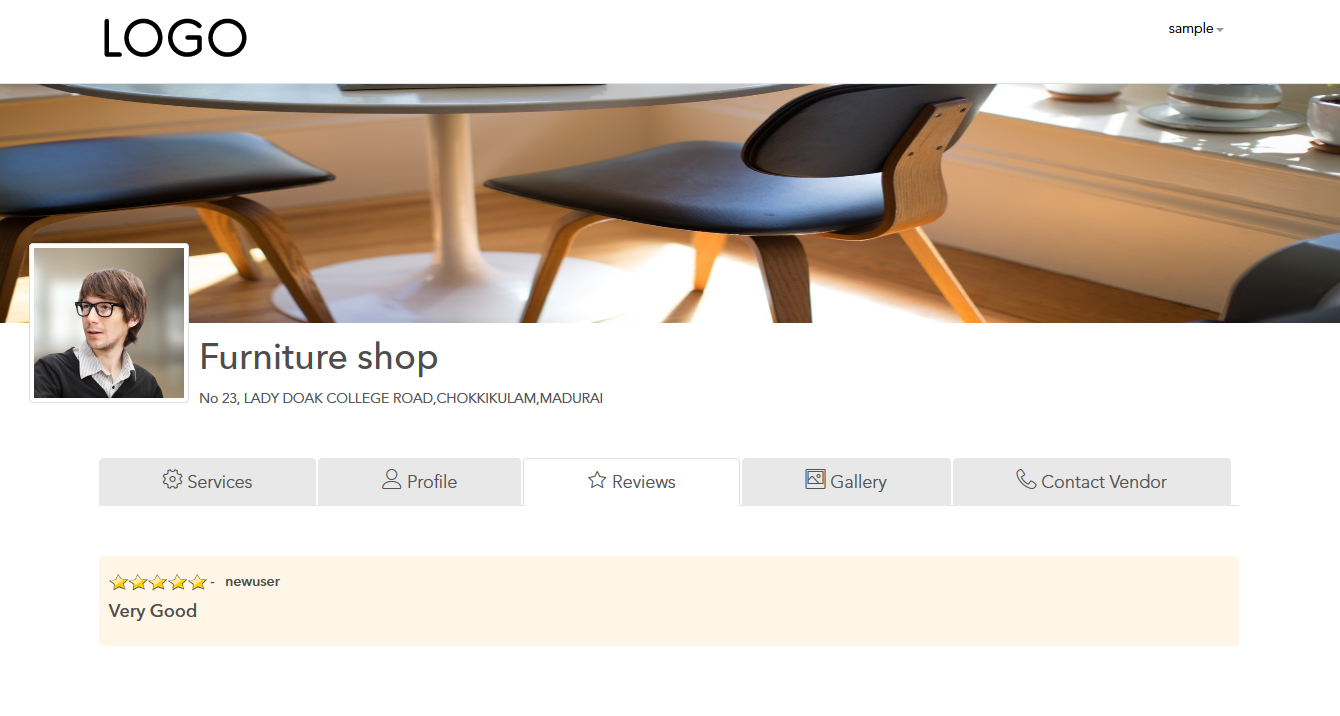 LOGO
sample
Furniture shop
No 23, LADY DOAK COLLEGE ROAD,CHOKKIKULAM,MADURAI
Services
Profile
Reviews
Gallery
Contact Vendor
- newuser
Very Good